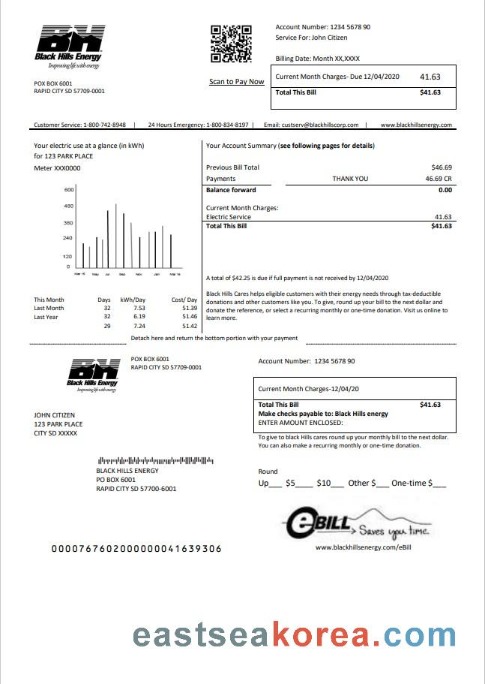 BH
Black Hills Energy
Improving life with energy
POX BOX 6001
RAPID CITY SD 57709-0001
Scan to Pay Now
Account Number: 1234 5678 90
Service For: John Citizen
Billing Date: Month XX,XXXX
Current Month Charges- Due 12/04/2020 41.63
Total This Bill $41.63
Customer Service: 1-800-742-8948 | 24 Hours Emergency: 1-800-834-8197 | Email: custserv@blackhillscorp.com | www.blackhillsenergy.com
Your electric use at a glance (in kWh)
for 123 PARK PLACE
Meter XXX0000
600
480
360
240
120
0
Your Account Summary (see following pages for details)
Previous Bill Total $46.69
Payments THANK YOU 46.69 CR
Balance forward 0.00
Current Month Charges:
Electric Service 41.63
Total This Bill $41.63
A total of $42.25 is due if full payment is not received by 12/04/2020
Black Hills Cares helps eligible customers with their energy needs through tax-deductible
donations and other customers like you. To give, round up your bill to the next dollar and
donate the reference, or select a recurring monthly or one-time donation. Visit us online to
learn more.
Days kWh/Day Cost/ Day
This Month 32 7.53 $1.39
Last Month 32 6.19 $1.46
Last Year 29 7.24 $1.42
Detach here and return the bottom portion with your payment
BH
Black Hills Energy
Improving life with energy
POX BOX 6001
RAPID CITY SD 57709-0001
Account Number: 1234 5678 90
Current Month Charges-12/04/20
Total This Bill $41.63
Make checks payable to: Black Hills energy
ENTER AMOUNT ENCLOSED:
To give to black Hills cares round up your monthly bill to the next dollar.
You can also make a recurring monthly or one-time donation.
JOHN CITIZEN
123 PARK PLACE
CITY SD XXXXX
BLACK HILLS ENERGY
PO BOX 6001
RAPID CITY SD 57700-6001
Round
Up___ $5___ $10___ Other $___ One-time $___
eBILL Saves you time.
www.blackhillsenergy.com/eBill
0000767602000000041639306
eastseakorea.com